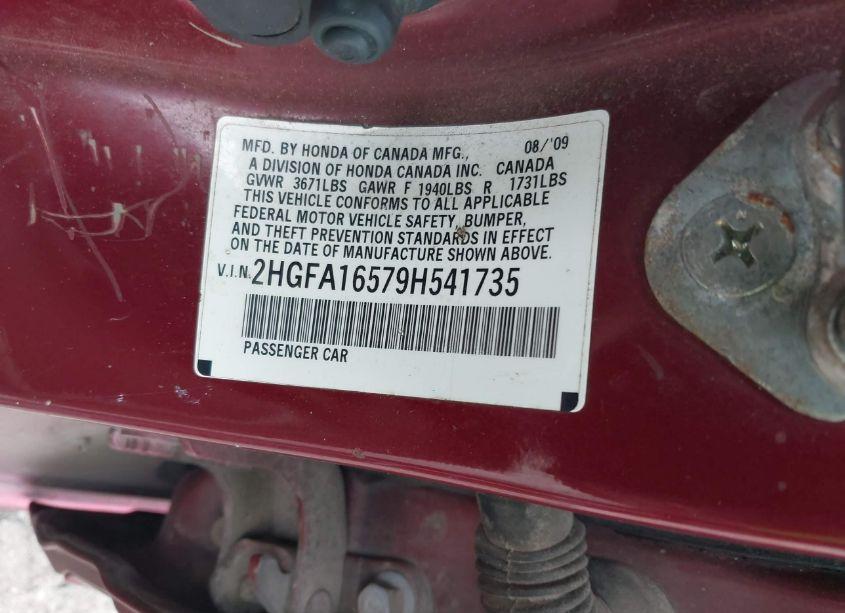 MFD. BY HONDA OF CANADA MFG., 08/'09
A DIVISION OF HONDA CANADA INC. CANADA
GVWR 3671LBS GAWR F 1940LBS R 1731LBS
THIS VEHICLE CONFORMS TO ALL APPLICABLE
FEDERAL MOTOR VEHICLE SAFETY, BUMPER,
AND THEFT PREVENTION STANDARDS IN EFFECT
ON THE DATE OF MANUFACTURE SHOWN ABOVE.
V.I.N. 2HGFA16579H541735
PASSENGER CAR